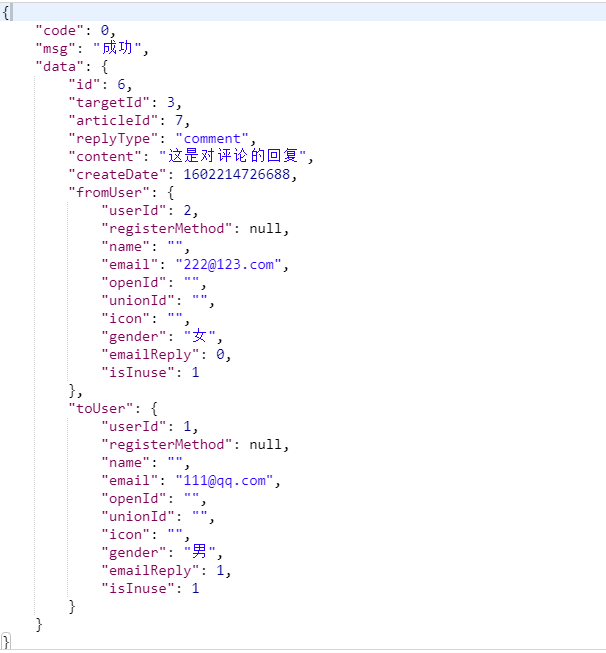 {
    "code": 0,
    "msg": "成功",
    "data": {
        "id": 6,
        "targetId": 3,
        "articleId": 7,
        "replyType": "comment",
        "content": "这是对评论的回复",
        "createDate": 1602214726688,
        "fromUser": {
            "userId": 2,
            "registerMethod": null,
            "name": "",
            "email": "222@123.com",
            "openId": "",
            "unionId": "",
            "icon": "",
            "gender": "女",
            "emailReply": 0,
            "isInuse": 1
        },
        "toUser": {
            "userId": 1,
            "registerMethod": null,
            "name": "",
            "email": "111@qq.com",
            "openId": "",
            "unionId": "",
            "icon": "",
            "gender": "男",
            "emailReply": 1,
            "isInuse": 1
        }
    }
}